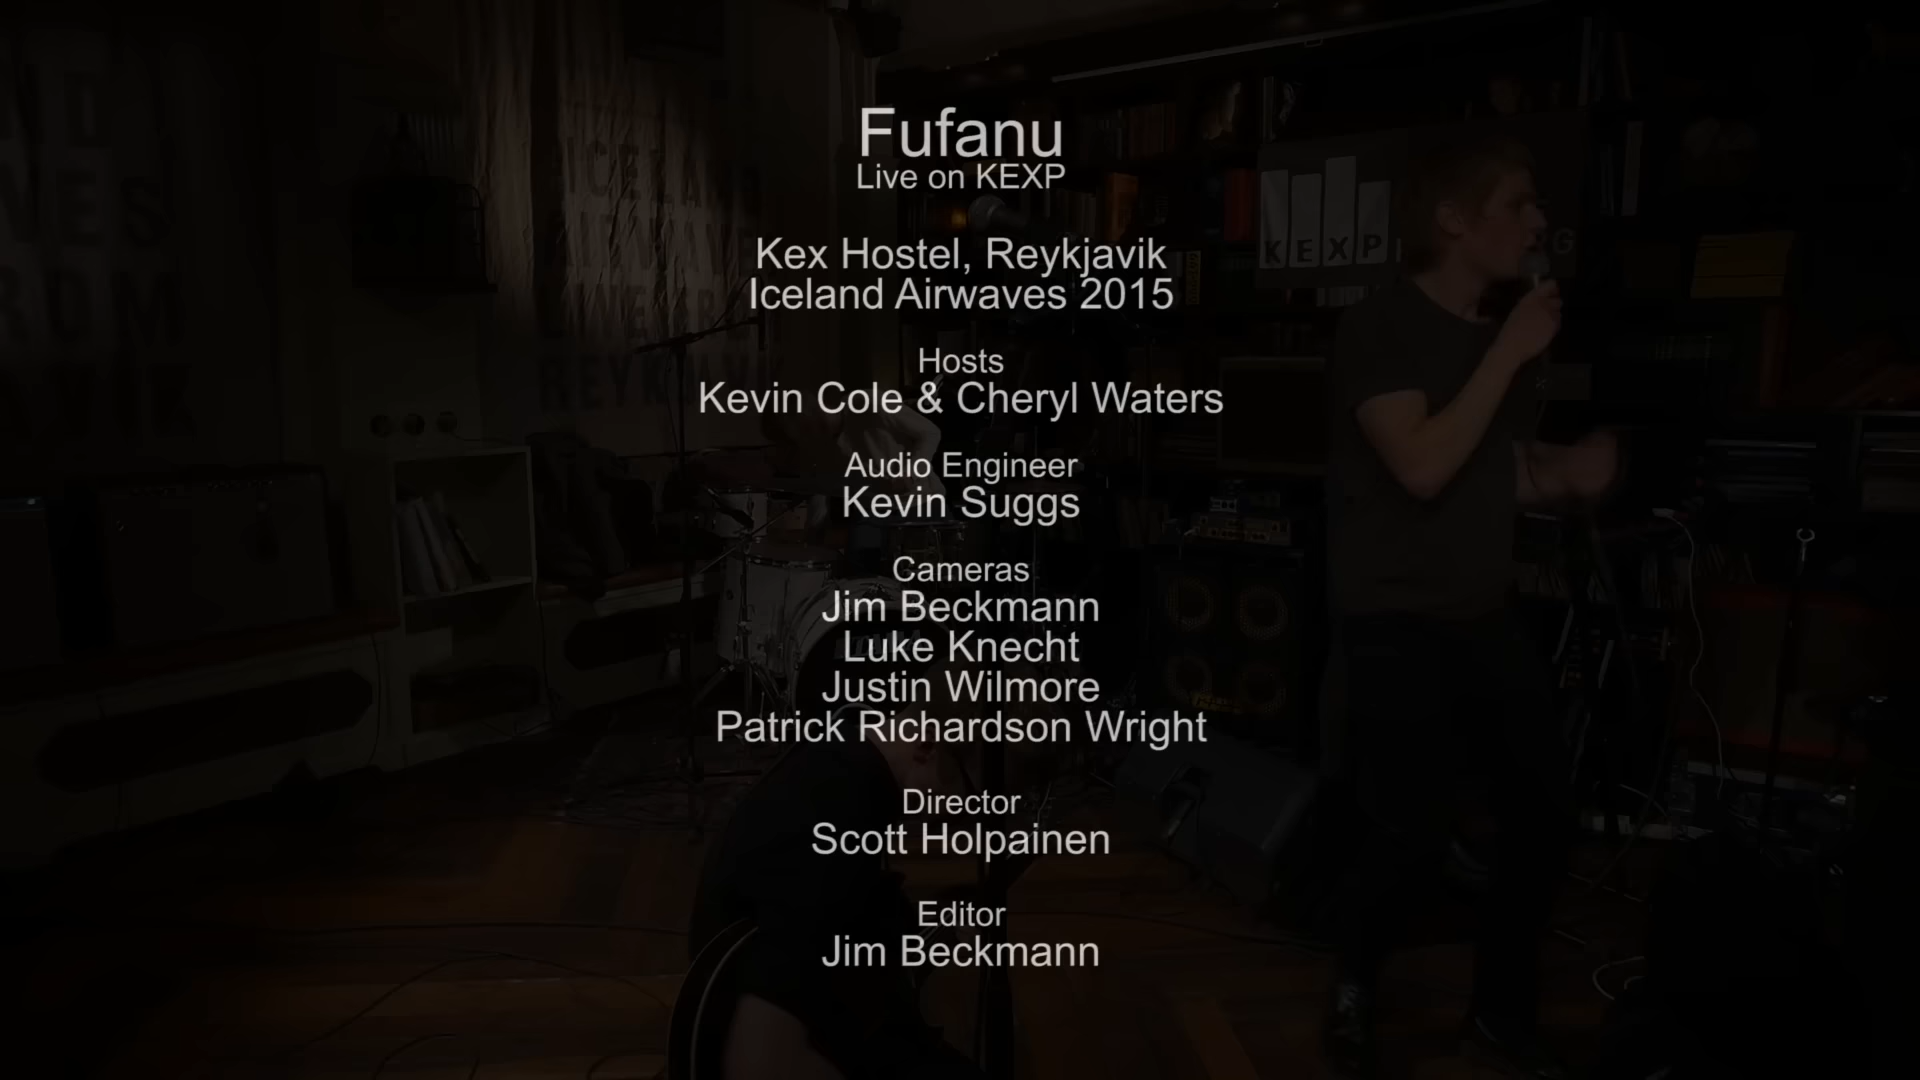 Fufanu
Live on KEXP
Kex Hostel, Reykjavik
Iceland Airwaves 2015
Hosts
Kevin Cole & Cheryl Waters
Audio Engineer
Kevin Suggs
Cameras
Jim Beckmann
Luke Knecht
Justin Wilmore
Patrick Richardson Wright
Director
Scott Holpainen
Editor
Jim Beckmann
KEXP